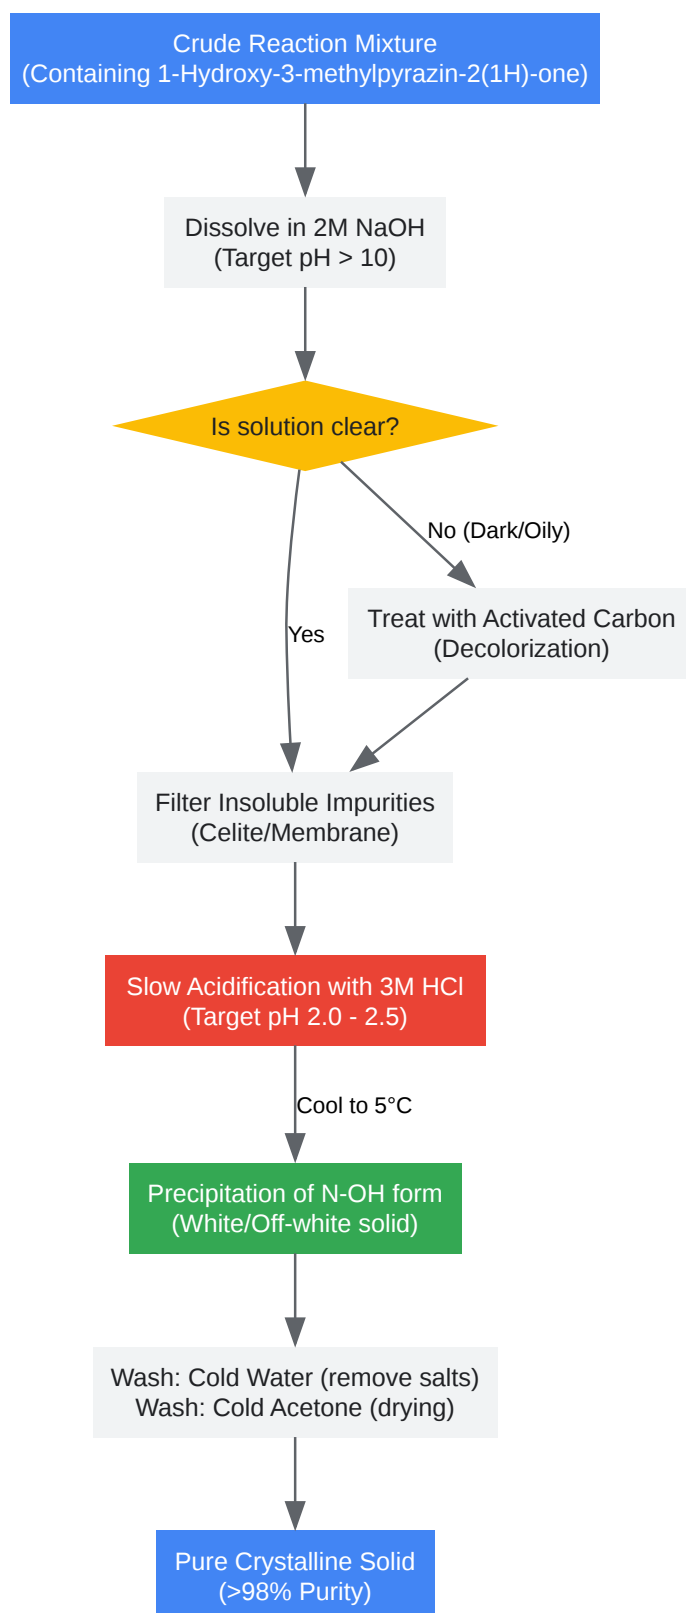 Crude Reaction Mixture
(Containing 1-Hydroxy-3-methylpyrazin-2(1H)-one)
Dissolve in 2M NaOH
(Target pH > 10)
Is solution clear?
No (Dark/Oily)
Treat with Activated Carbon
(Decolorization)
Yes
Filter Insoluble Impurities
(Celite/Membrane)
Slow Acidification with 3M HCl
(Target pH 2.0 - 2.5)
Cool to 5°C
Precipitation of N-OH form
(White/Off-white solid)
Wash: Cold Water (remove salts)
Wash: Cold Acetone (drying)
Pure Crystalline Solid
(>98% Purity)